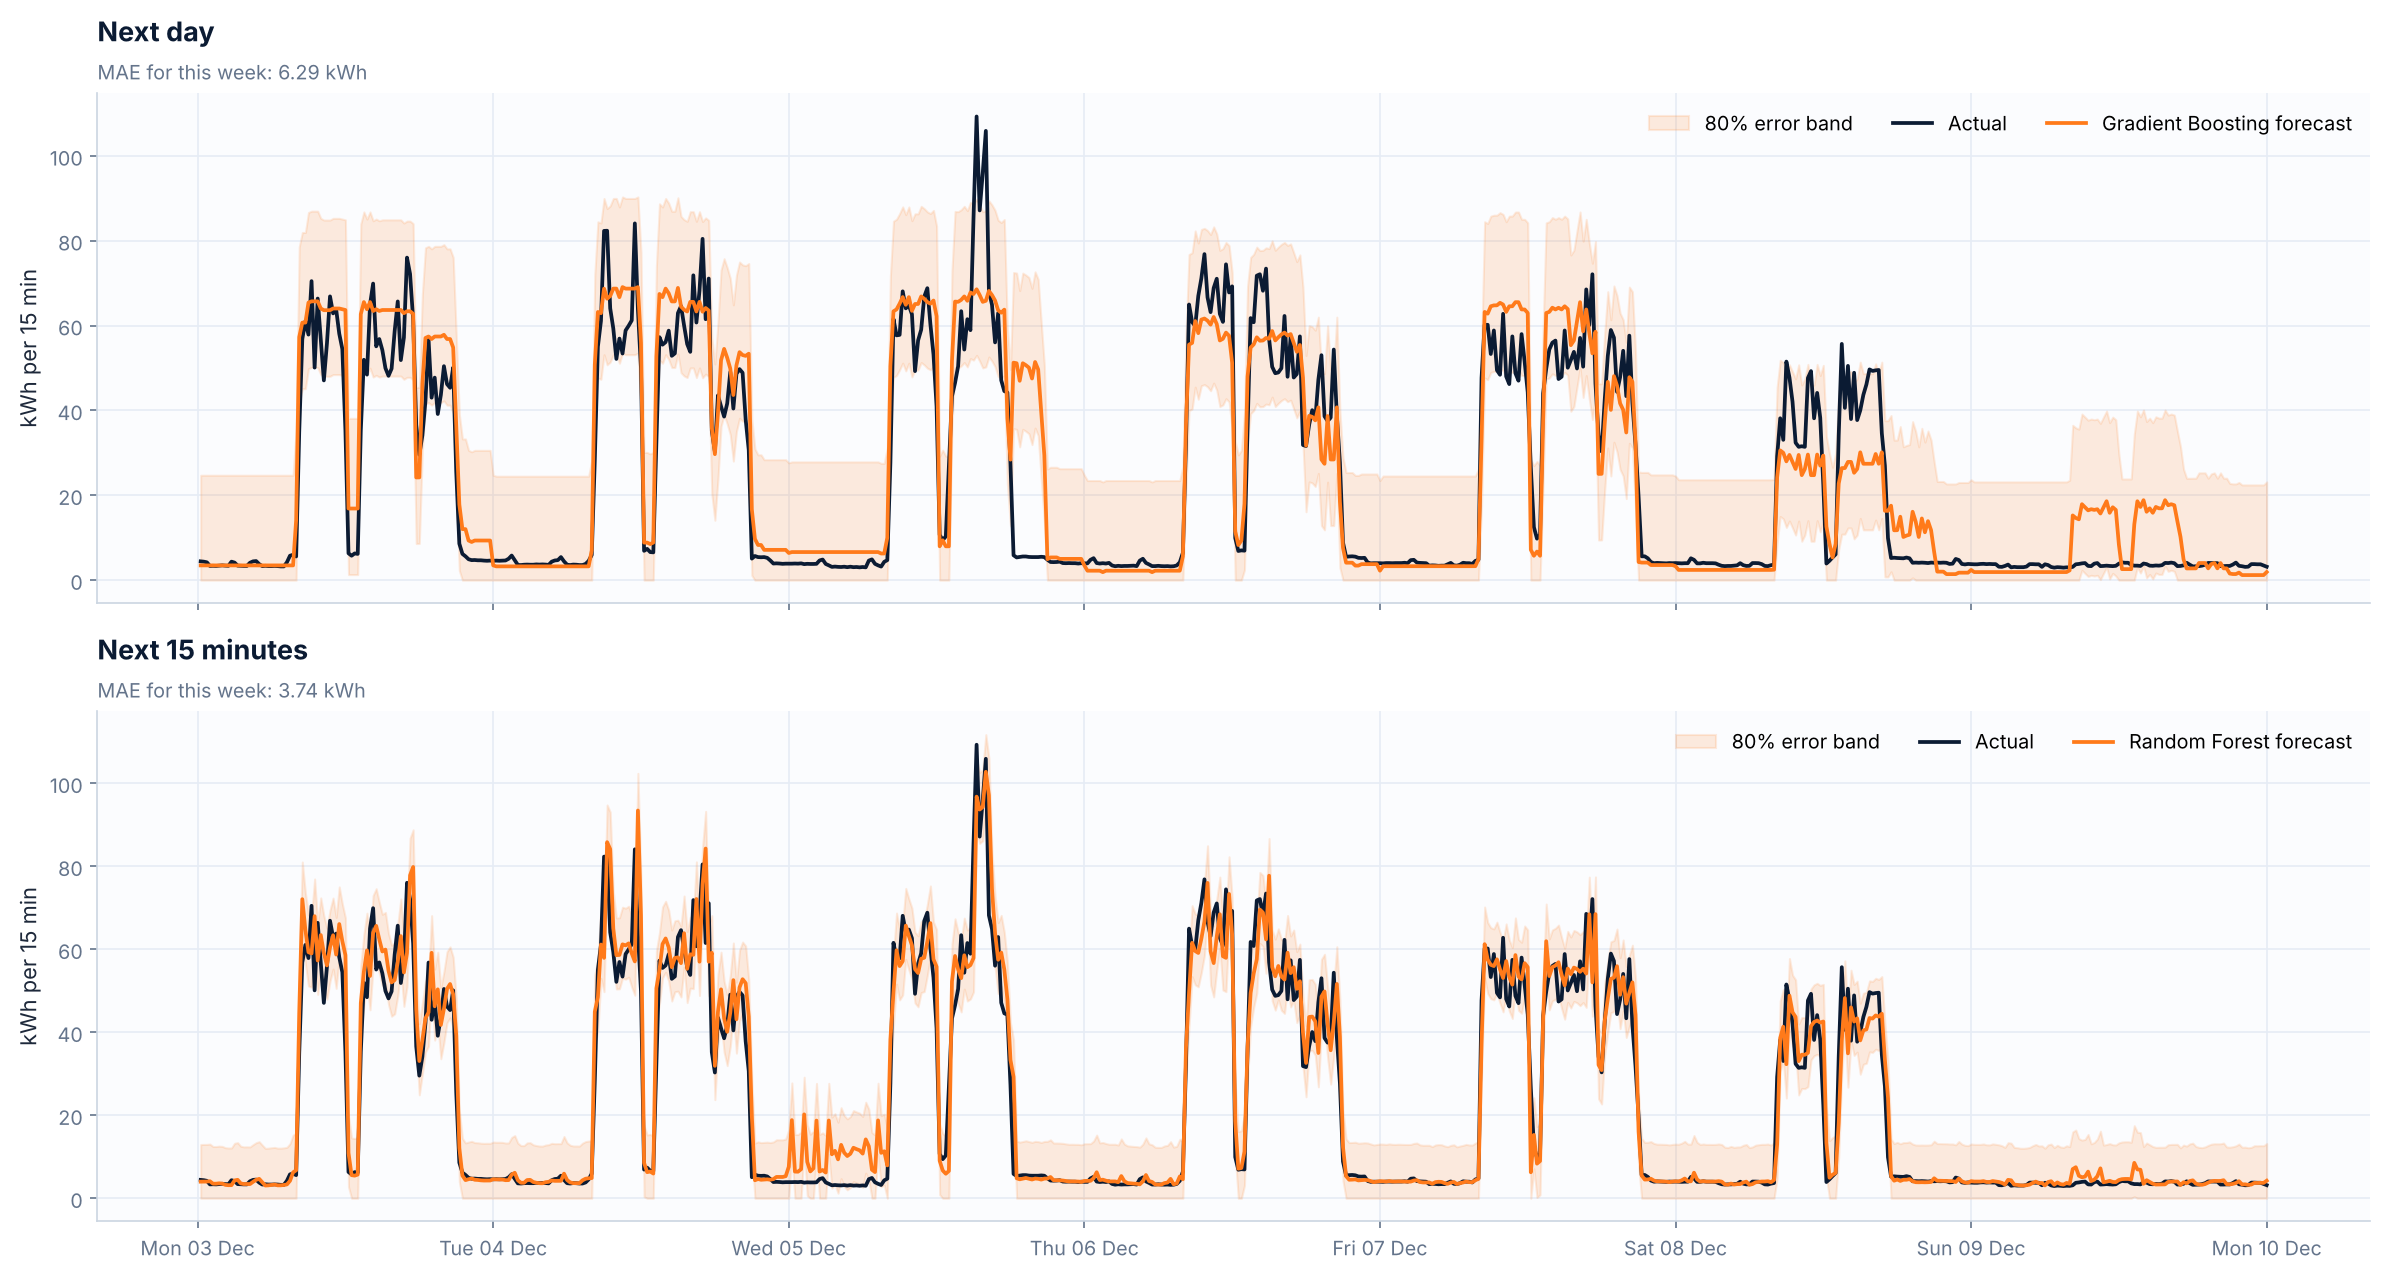 Next day
MAE for this week: 6.29 kWh
80% error band Actual Gradient Boosting forecast
kWh per 15 min
100
80
60
40
20
0
Next 15 minutes
MAE for this week: 3.74 kWh
80% error band Actual Random Forest forecast
kWh per 15 min
100
80
60
40
20
0
Mon 03 Dec Tue 04 Dec Wed 05 Dec Thu 06 Dec Fri 07 Dec Sat 08 Dec Sun 09 Dec Mon 10 Dec